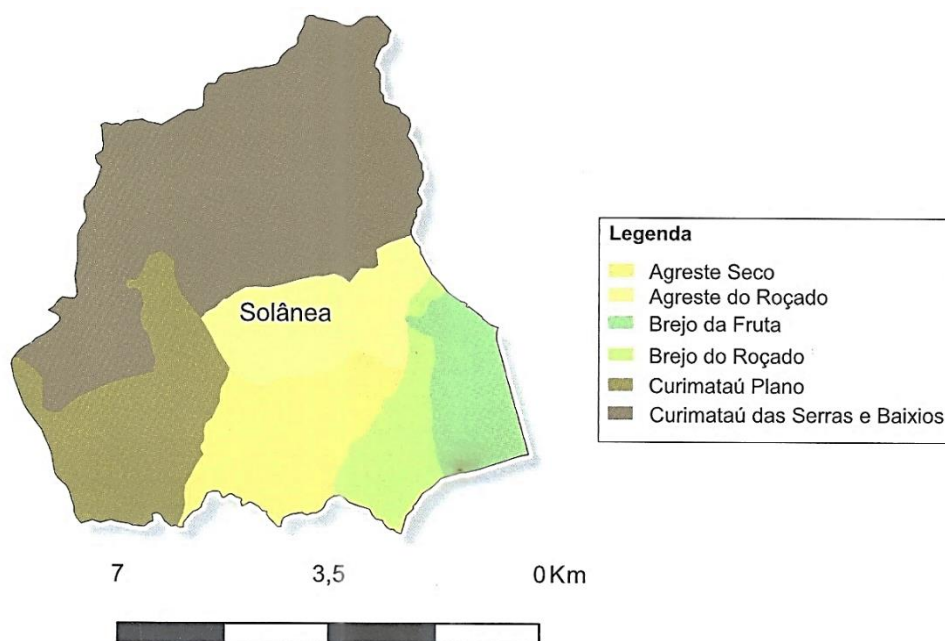 Solânea
Legenda
Agreste Seco
Agreste do Roçado
Brejo da Fruta
Brejo do Roçado
Curimataú Plano
Curimataú das Serras e Baixios
7 3,5 0 Km